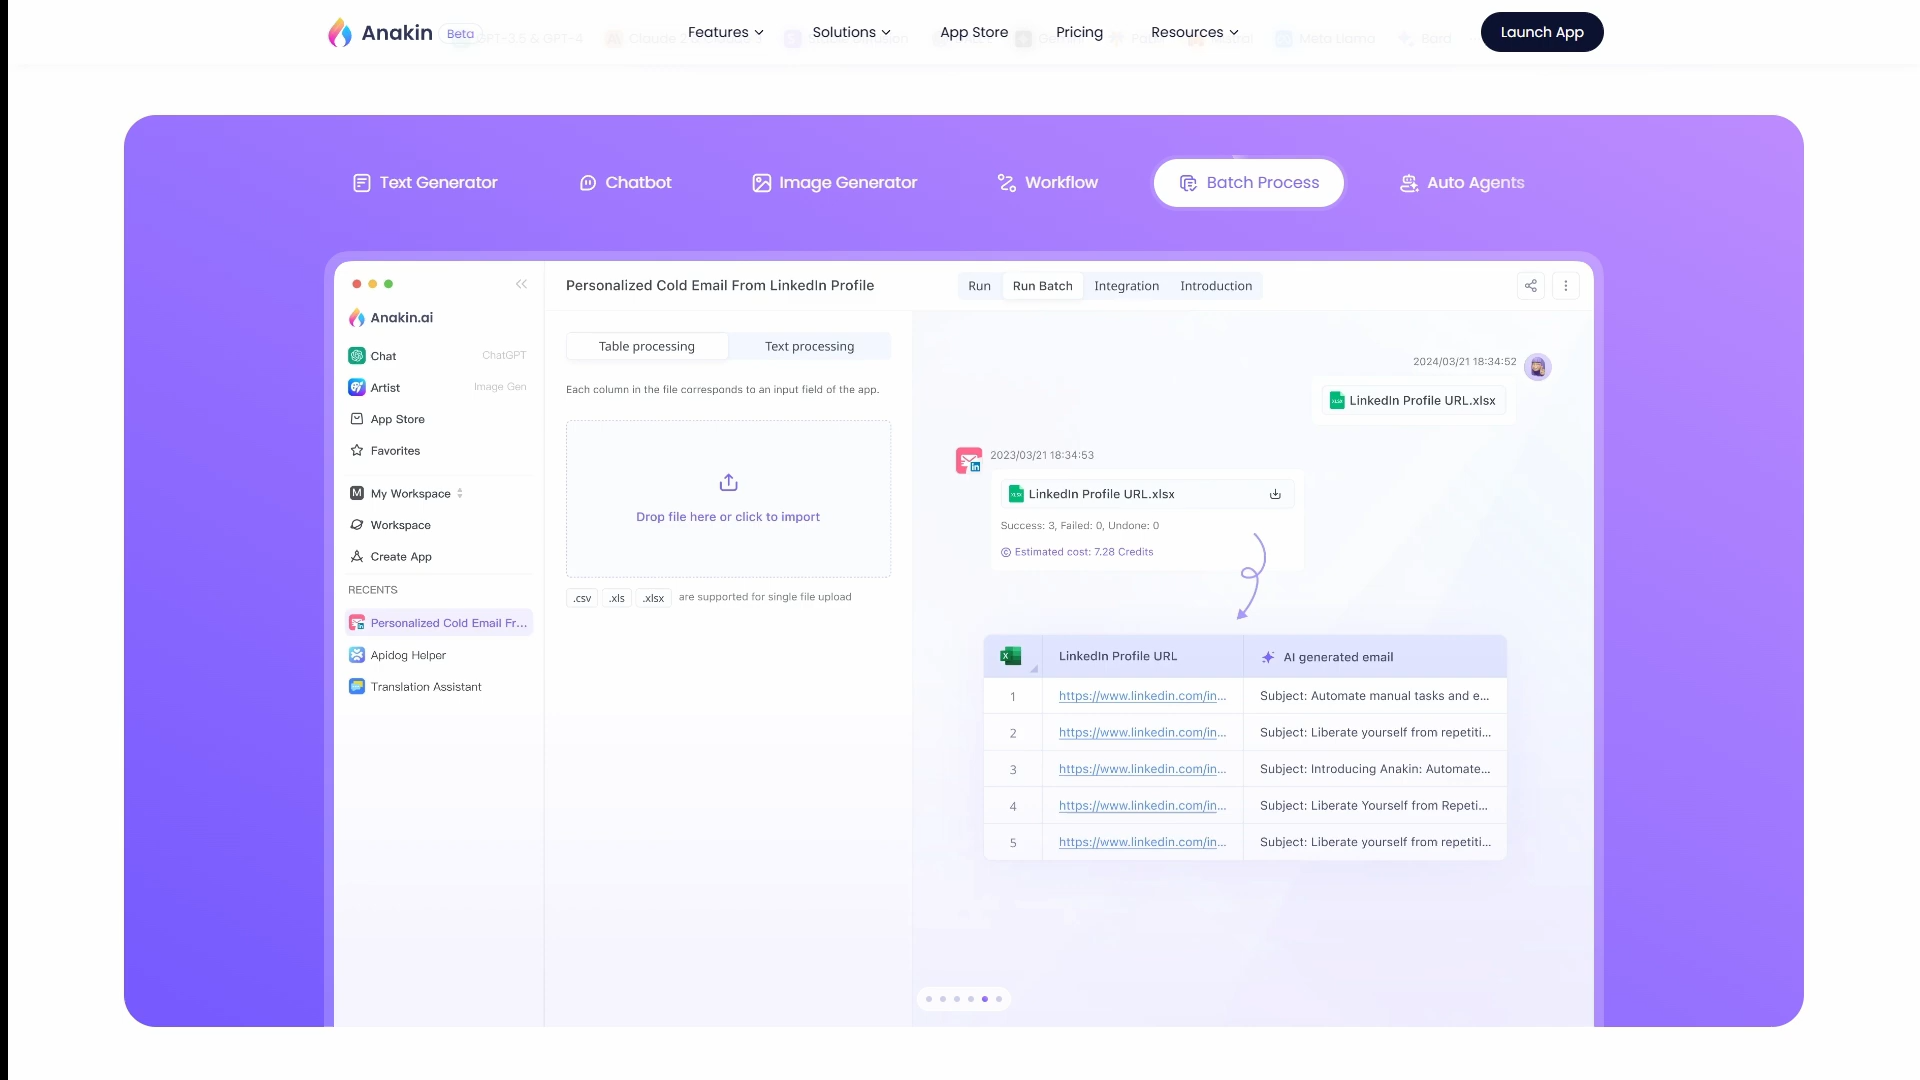 Anakin Beta
Features
Solutions
App Store
Pricing
Resources
Launch App
Text Generator
Chatbot
Image Generator
Workflow
Batch Process
Auto Agents
Personalized Cold Email From LinkedIn Profile
Run
Run Batch
Integration
Introduction
Anakin.ai
Chat ChatGPT
Artist Image Gen
App Store
Favorites
M My Workspace
Workspace
Create App
RECENTS
Personalized Cold Email Fr...
Apidog Helper
Translation Assistant
Table processing
Text processing
Each column in the file corresponds to an input field of the app.
Drop file here or click to import
.csv .xls .xlsx are supported for single file upload
2024/03/21 18:34:52
LinkedIn Profile URL.xlsx
2023/03/21 18:34:53
LinkedIn Profile URL.xlsx
Success: 3, Failed: 0, Undone: 0
Estimated cost: 7.28 Credits
LinkedIn Profile URL AI generated email
1 https://www.linkedin.com/in... Subject: Automate manual tasks and e...
2 https://www.linkedin.com/in... Subject: Liberate yourself from repetiti...
3 https://www.linkedin.com/in... Subject: Introducing Anakin: Automate...
4 https://www.linkedin.com/in... Subject: Liberate Yourself from Repeti...
5 https://www.linkedin.com/in... Subject: Liberate yourself from repetiti...